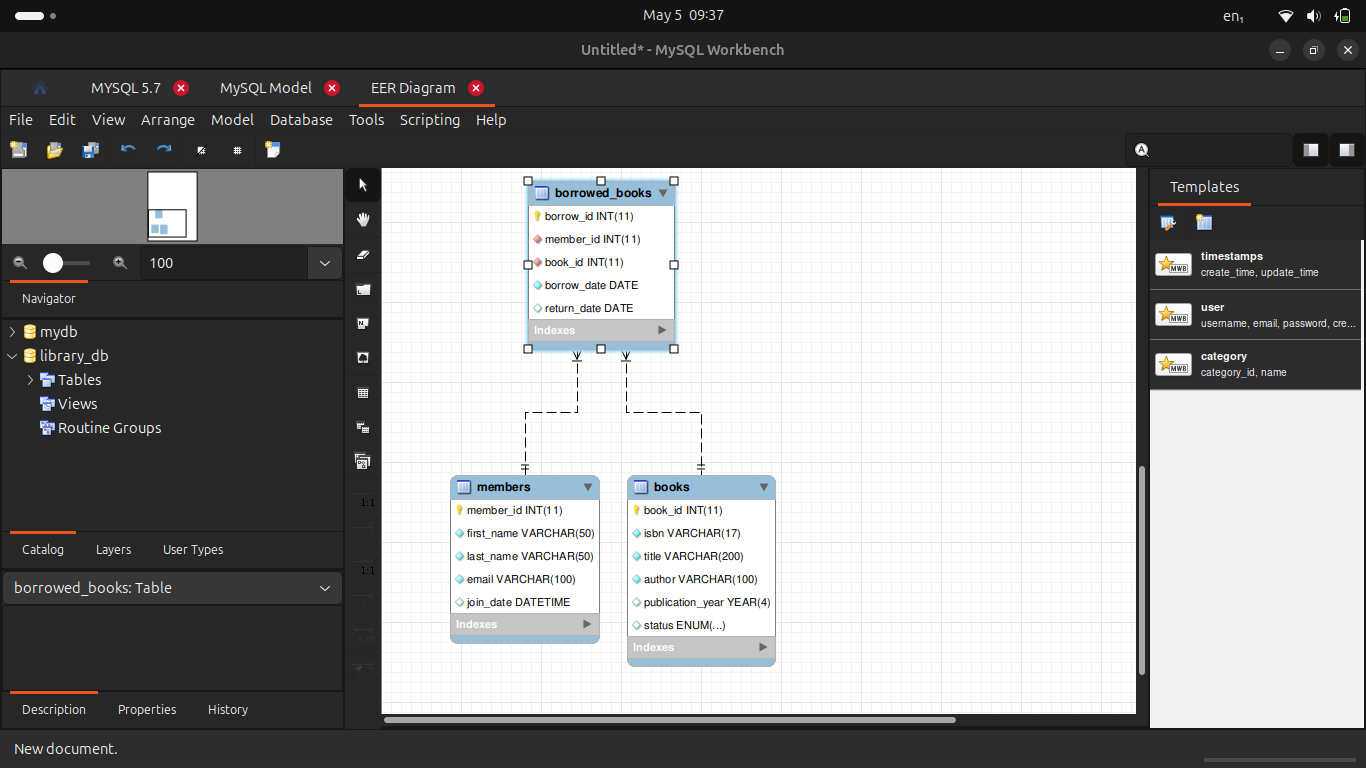 May 5 09:37
en₁
Untitled* - MySQL Workbench
MYSQL 5.7
MySQL Model
EER Diagram
File Edit View Arrange Model Database Tools Scripting Help
100
Navigator
mydb
library_db
Tables
Views
Routine Groups
Catalog Layers User Types
borrowed_books: Table
Description Properties History
1:1
1:1
borrowed_books
borrow_id INT(11)
member_id INT(11)
book_id INT(11)
borrow_date DATE
return_date DATE
Indexes
members
member_id INT(11)
first_name VARCHAR(50)
last_name VARCHAR(50)
email VARCHAR(100)
join_date DATETIME
Indexes
books
book_id INT(11)
isbn VARCHAR(17)
title VARCHAR(200)
author VARCHAR(100)
publication_year YEAR(4)
status ENUM(...)
Indexes
Templates
MWB
timestamps
create_time, update_time
MWB
user
username, email, password, cre...
MWB
category
category_id, name
New document.